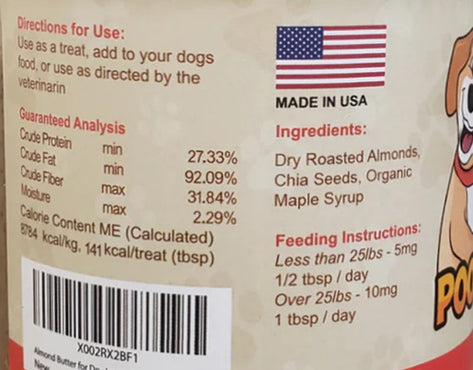 Directions for Use:
Use as a treat, add to your dogs
food, or use as directed by the
veterinarin
Guaranteed Analysis
Crude Protein min 27.33%
Crude Fat min 92.09%
Crude Fiber max 31.84%
Moisture max 2.29%
Calorie Content ME (Calculated)
8784 kcal/kg, 141 kcal/treat (tbsp)
X002RX2BF1
Almond Butter for
New
MADE IN USA
Ingredients:
Dry Roasted Almonds,
Chia Seeds, Organic
Maple Syrup
Feeding Instructions:
Less than 25lbs - 5mg
1/2 tbsp / day
Over 25lbs - 10mg
1 tbsp / day